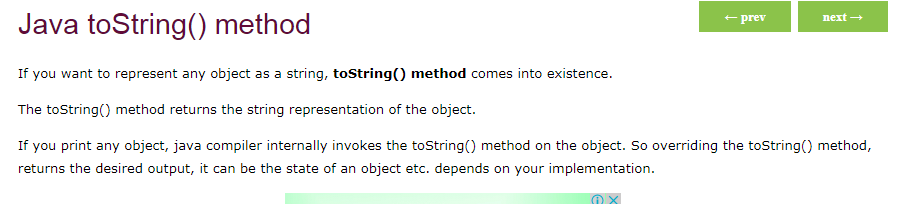 Java toString() method
← prev
next →
If you want to represent any object as a string, toString() method comes into existence.
The toString() method returns the string representation of the object.
If you print any object, java compiler internally invokes the toString() method on the object. So overriding the toString() method,
returns the desired output, it can be the state of an object etc. depends on your implementation.